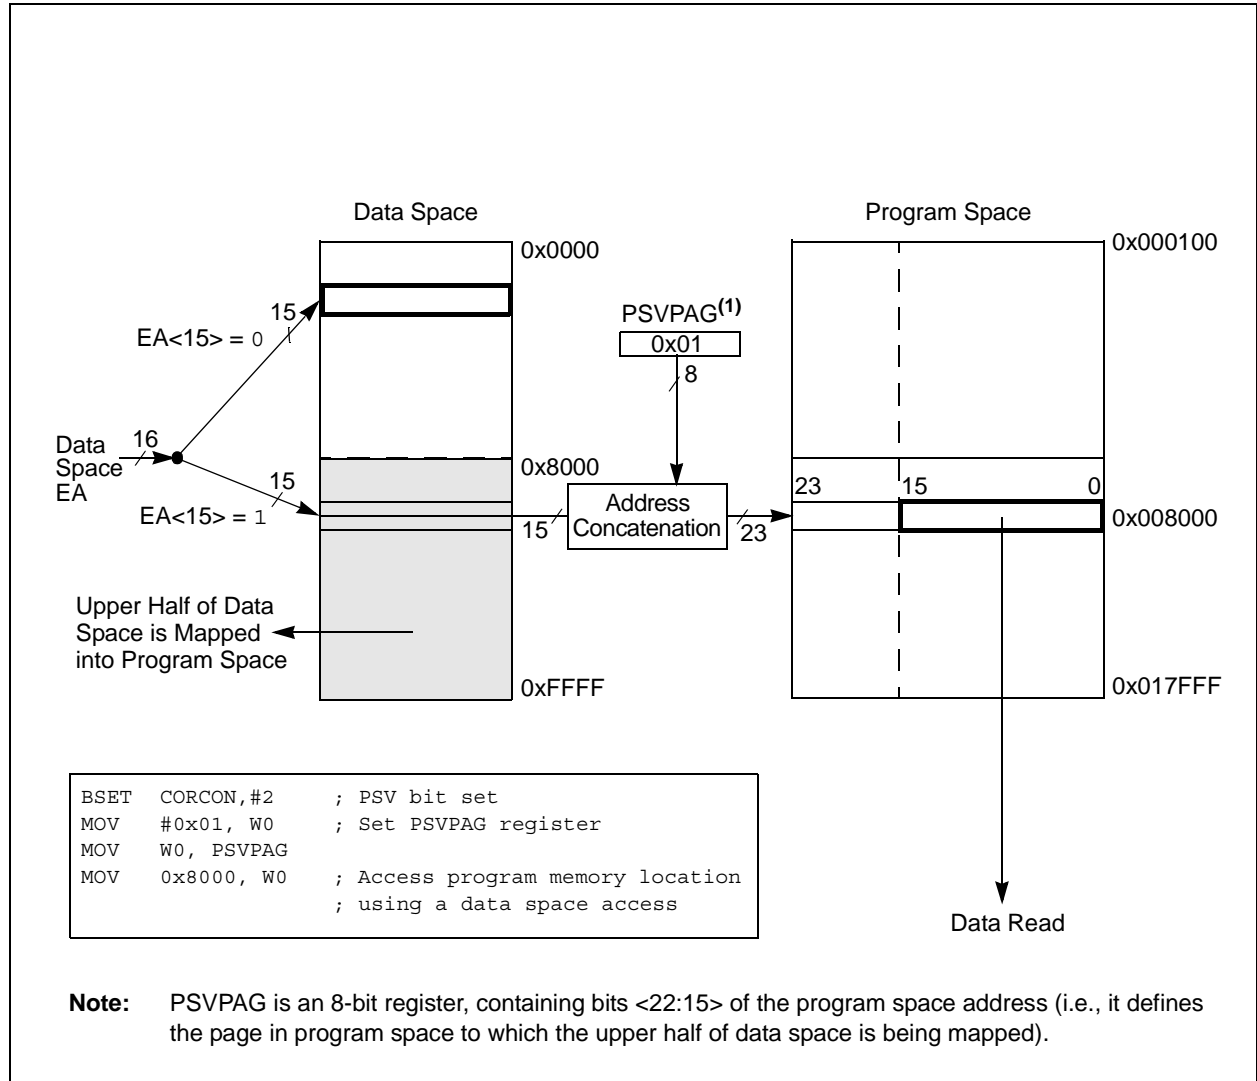 Data Space
Program Space
0x0000
0x000100
15
EA<15> = 0
PSVPAG(1)
0x01
8
Data
Space
EA
16
0x8000
15
EA<15> = 1
15
Address
Concatenation
23
23 15 0
0x008000
Upper Half of Data
Space is Mapped
into Program Space
0xFFFF
0x017FFF
BSET CORCON,#2 ; PSV bit set
MOV #0x01, W0 ; Set PSVPAG register
MOV W0, PSVPAG
MOV 0x8000, W0 ; Access program memory location
; using a data space access
Data Read
Note: PSVPAG is an 8-bit register, containing bits <22:15> of the program space address (i.e., it defines
the page in program space to which the upper half of data space is being mapped).